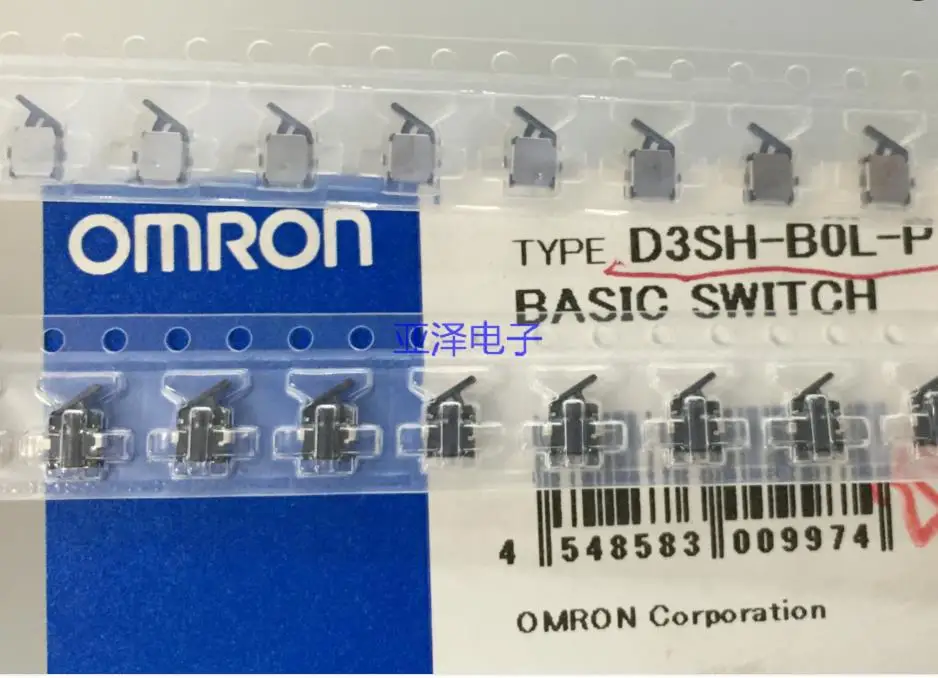 OMRON
TYPE D3SH-B0L-P
BASIC SWITCH
亚泽电子
4 548583 009974
OMRON Corporation